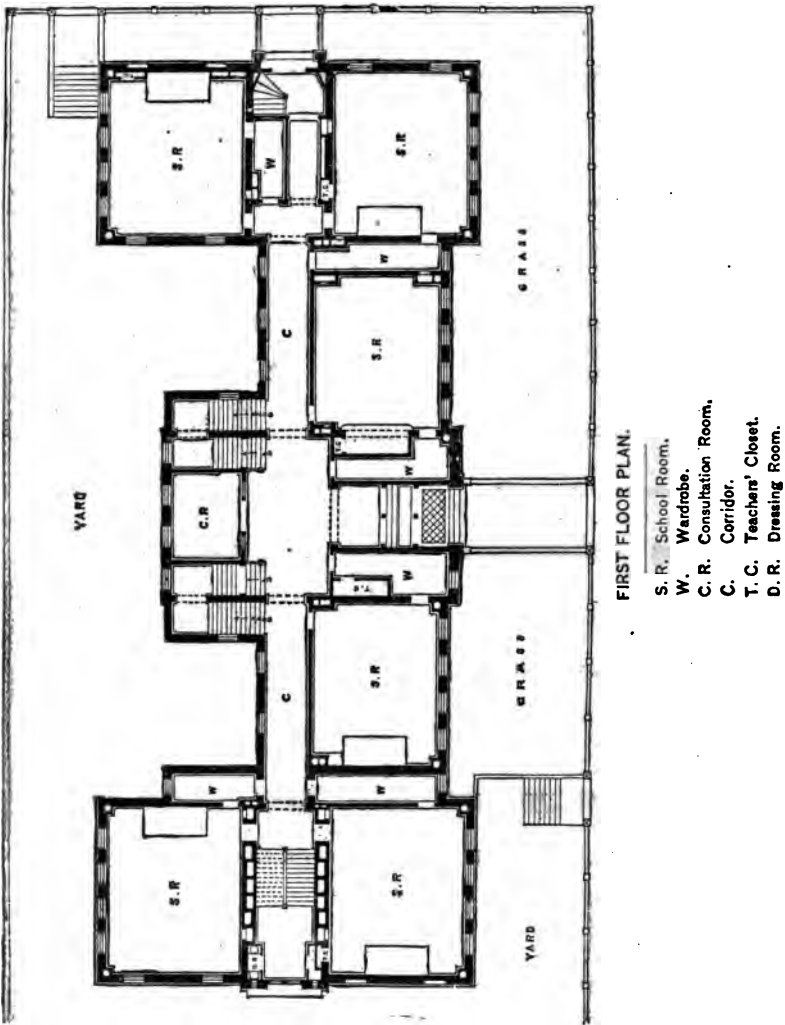 S.R
S.R
W
T.C
W
GRASS
S.R
C
W
YARD
C.R
W
T.C
S.R
C
GRASS
W
W
S.R
S.R
YARD
FIRST FLOOR PLAN.
S. R. School Room.
W. Wardrobe.
C. R. Consultation Room.
C. Corridor.
T. C. Teachers' Closet.
D. R. Dressing Room.